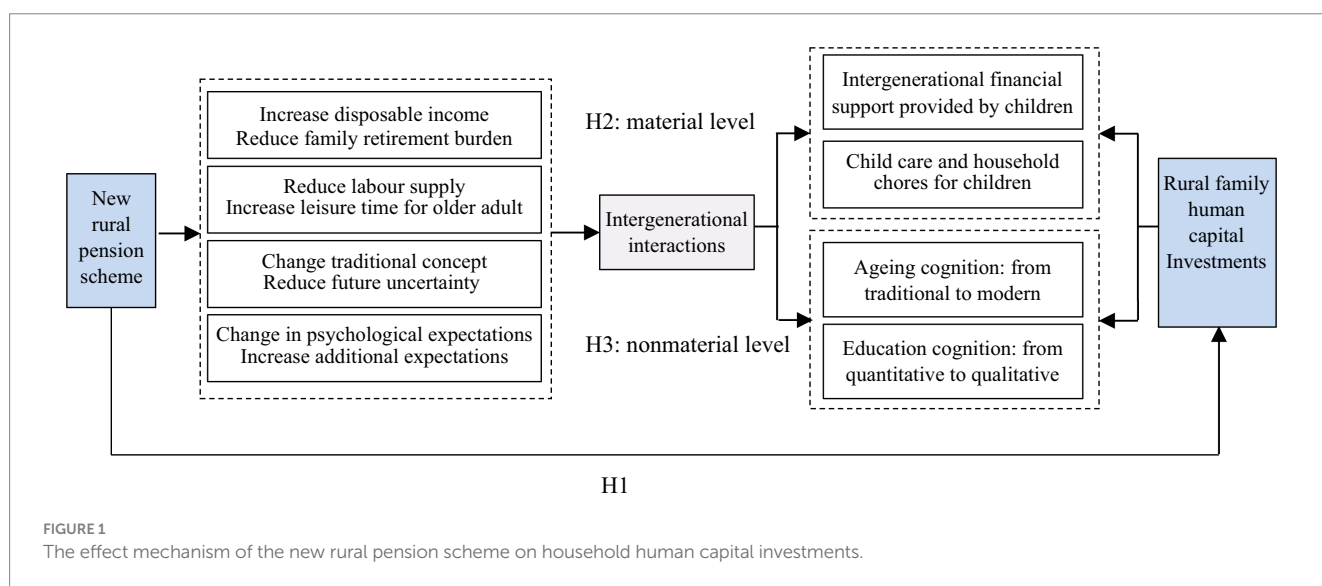 New
rural
pension
scheme
Increase disposable income
Reduce family retirement burden
Reduce labour supply
Increase leisure time for older adult
Change traditional concept
Reduce future uncertainty
Change in psychological expectations
Increase additional expectations
H2: material level
Intergenerational
interactions
H3: nonmaterial level
Intergenerational financial
support provided by children
Child care and household
chores for children
Ageing cognition: from
traditional to modern
Education cognition: from
quantitative to qualitative
Rural family
human
capital
Investments
H1
FIGURE 1
The effect mechanism of the new rural pension scheme on household human capital investments.